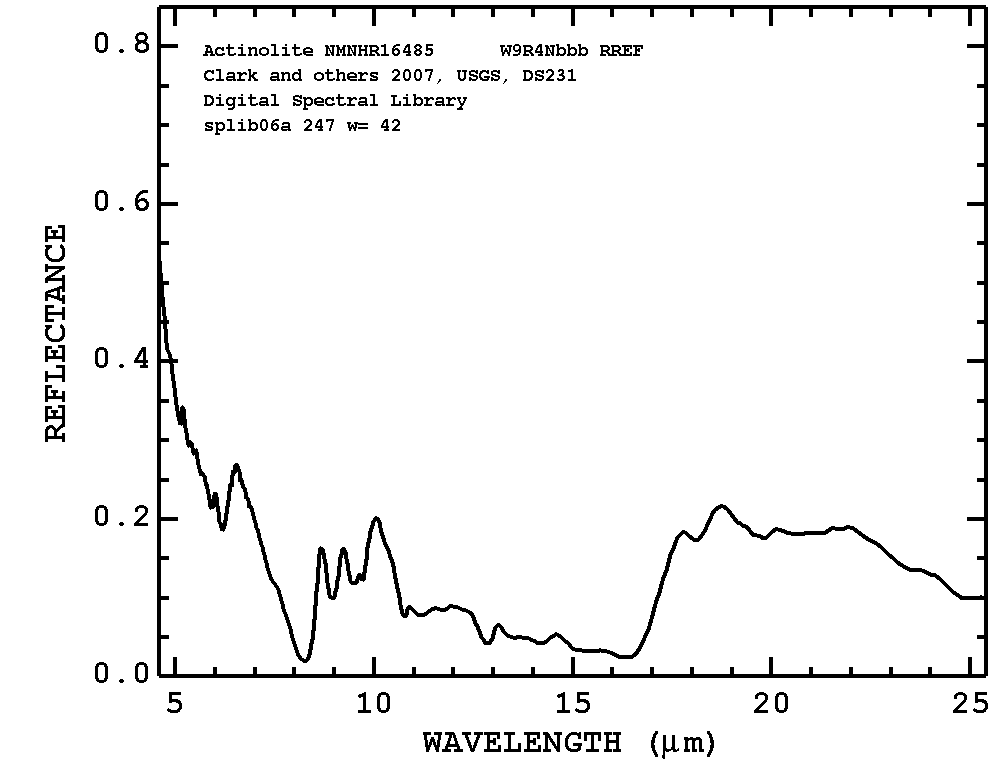 Actinolite NMNHR16485 W9R4Nbbb RREF
Clark and others 2007, USGS, DS231
Digital Spectral Library
splib06a 247 w= 42
REFLECTANCE
0.8
0.6
0.4
0.2
0.0
5 10 15 20 25
WAVELENGTH (μm)